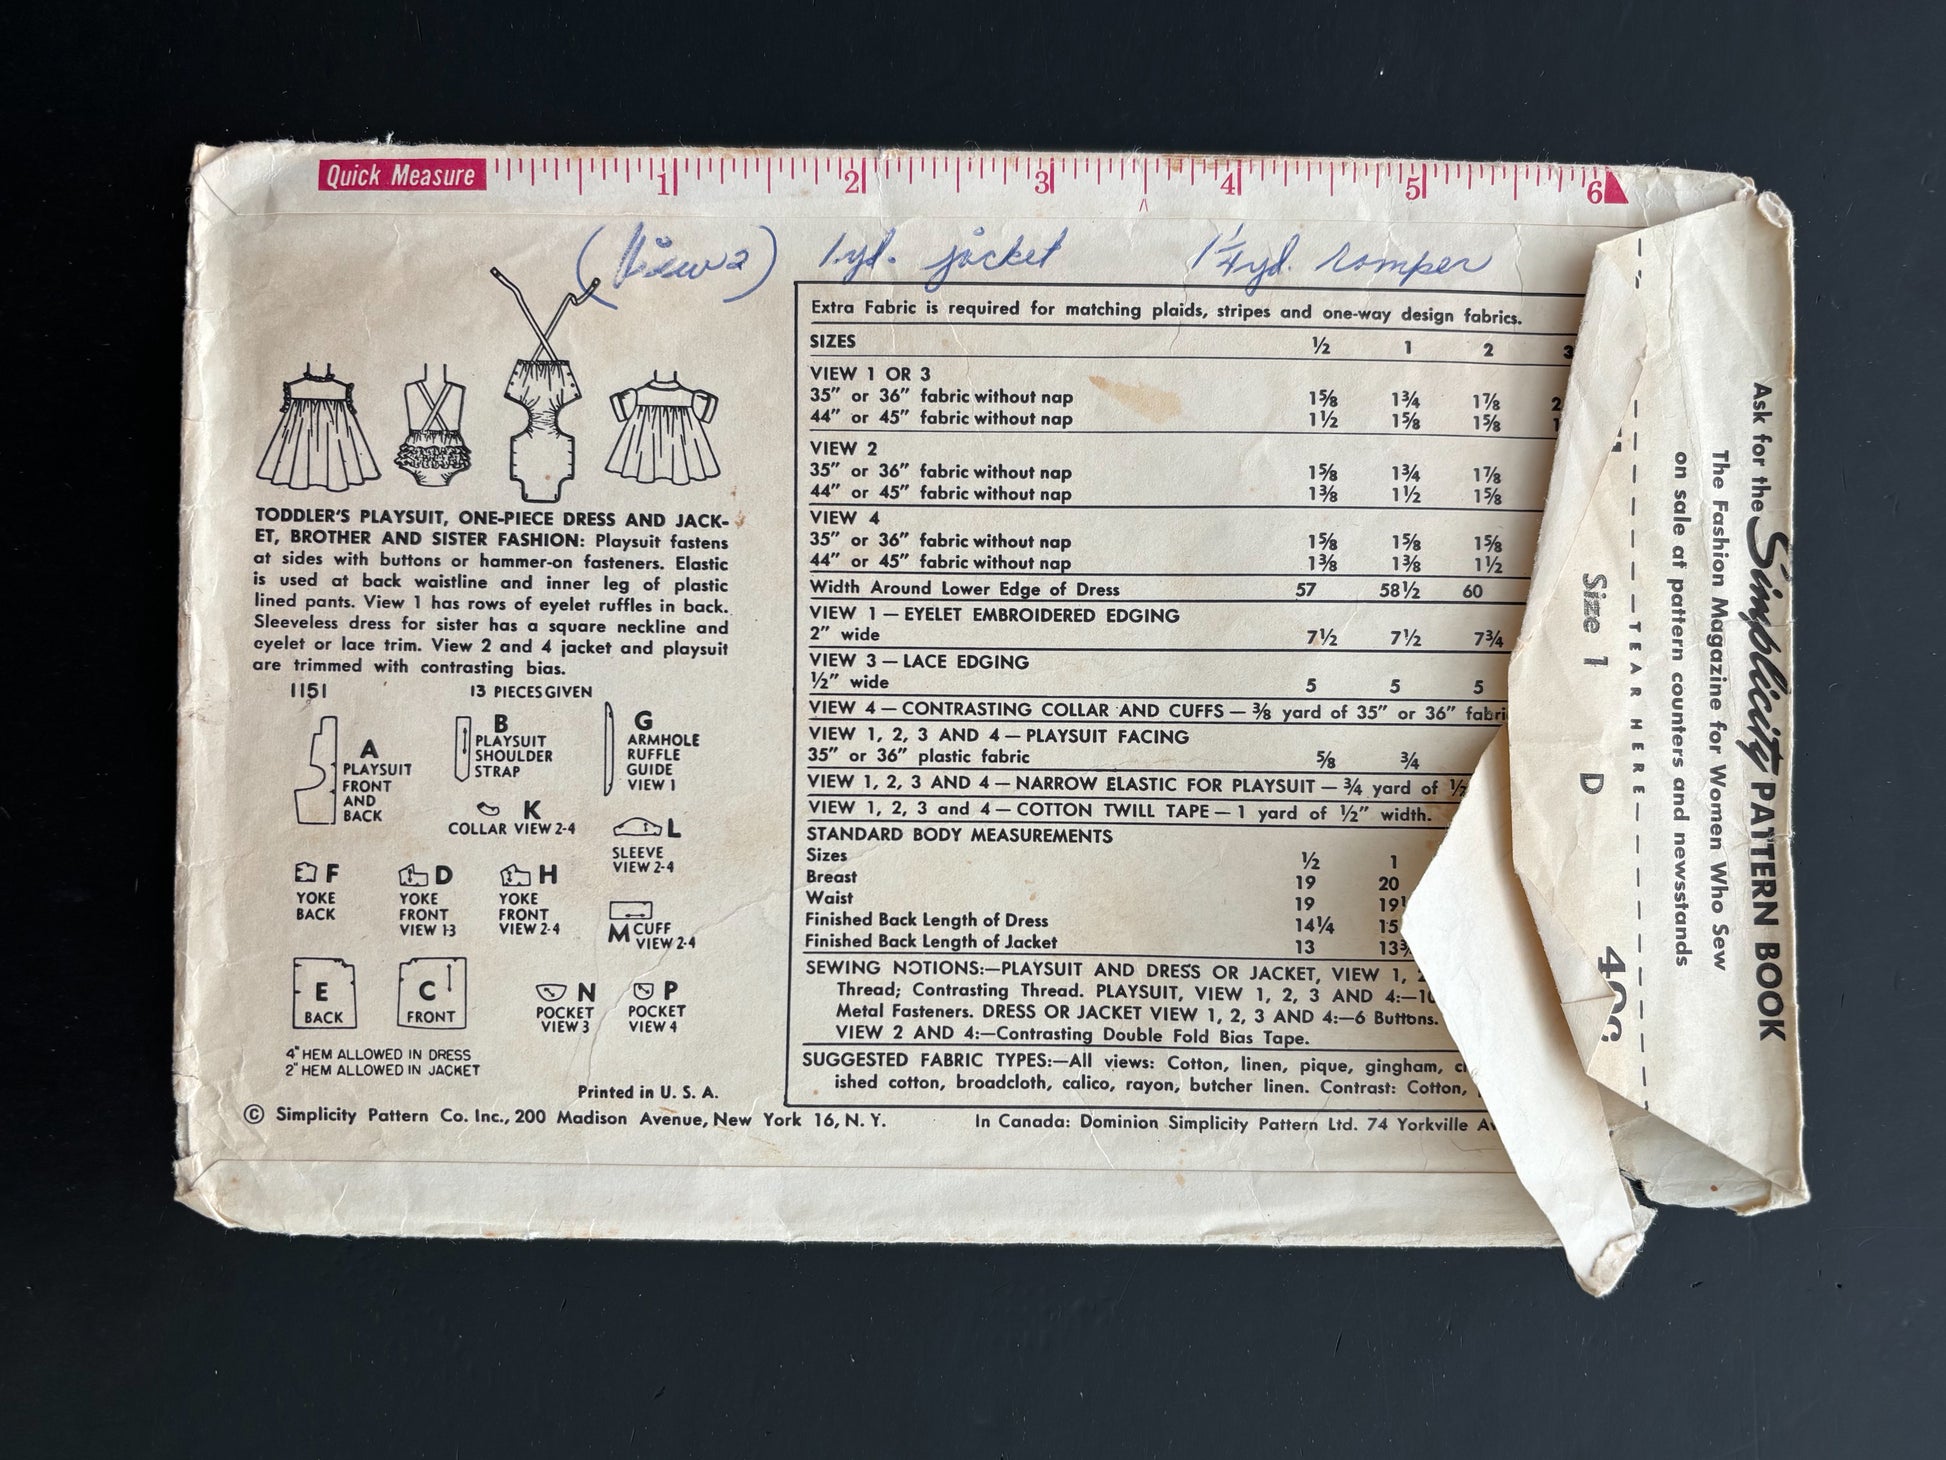 Quick Measure 1 2 3 4 5 6
(View 2) 1 yd. jacket 1 1/4 yd. romper
TODDLER'S PLAYSUIT, ONE-PIECE DRESS AND JACK-
ET, BROTHER AND SISTER FASHION: Playsuit fastens
at sides with buttons or hammer-on fasteners. Elastic
is used at back waistline and inner leg of plastic
lined pants. View 1 has rows of eyelet ruffles in back.
Sleeveless dress for sister has a square neckline and
eyelet or lace trim. View 2 and 4 jacket and playsuit
are trimmed with contrasting bias.
1151 13 PIECES GIVEN
A
PLAYSUIT
FRONT
AND
BACK
B
PLAYSUIT
SHOULDER
STRAP
G
ARMHOLE
RUFFLE
GUIDE
VIEW 1
K
COLLAR VIEW 2-4
L
SLEEVE
VIEW 2-4
F
YOKE
BACK
D
YOKE
FRONT
VIEW 1-3
H
YOKE
FRONT
VIEW 2-4
M CUFF
VIEW 2-4
E
BACK
C
FRONT
N
POCKET
VIEW 3
P
POCKET
VIEW 4
4" HEM ALLOWED IN DRESS
2" HEM ALLOWED IN JACKET
Printed in U. S. A.
Extra Fabric is required for matching plaids, stripes and one-way design fabrics.
SIZES ½ 1 2 3
VIEW 1 OR 3
35" or 36" fabric without nap 1⅝ 1¾ 1⅞ 2
44" or 45" fabric without nap 1½ 1⅝ 1⅝ 1
VIEW 2
35" or 36" fabric without nap 1⅝ 1¾ 1⅞
44" or 45" fabric without nap 1⅜ 1½ 1⅝
VIEW 4
35" or 36" fabric without nap 1⅝ 1⅝ 1⅝
44" or 45" fabric without nap 1⅜ 1⅜ 1½
Width Around Lower Edge of Dress 57 58½ 60
VIEW 1 — EYELET EMBROIDERED EDGING
2" wide 7½ 7½ 7¾
VIEW 3 — LACE EDGING
½" wide 5 5 5
VIEW 4 — CONTRASTING COLLAR AND CUFFS — ⅜ yard of 35" or 36" fabri
VIEW 1, 2, 3 AND 4 — PLAYSUIT FACING
35" or 36" plastic fabric ⅝ ¾
VIEW 1, 2, 3 AND 4 — NARROW ELASTIC FOR PLAYSUIT — ¾ yard of ½
VIEW 1, 2, 3 and 4 — COTTON TWILL TAPE — 1 yard of ½" width.
STANDARD BODY MEASUREMENTS
Sizes ½ 1
Breast 19 20
Waist 19 19
Finished Back Length of Dress 14¼ 15
Finished Back Length of Jacket 13 13
SEWING NOTIONS:—PLAYSUIT AND DRESS OR JACKET, VIEW 1, 2
Thread; Contrasting Thread. PLAYSUIT, VIEW 1, 2, 3 AND 4:—10
Metal Fasteners. DRESS OR JACKET VIEW 1, 2, 3 AND 4:—6 Buttons.
VIEW 2 AND 4:—Contrasting Double Fold Bias Tape.
SUGGESTED FABRIC TYPES:—All views: Cotton, linen, pique, gingham,
ished cotton, broadcloth, calico, rayon, butcher linen. Contrast: Cotton,
© Simplicity Pattern Co. Inc., 200 Madison Avenue, New York 16, N. Y. In Canada: Dominion Simplicity Pattern Ltd. 74 Yorkville Av
Size 1 D
TEAR HERE
Ask for the Simplicity PATTERN BOOK
The Fashion Magazine for Women Who Sew
on sale at pattern counters and newsstands